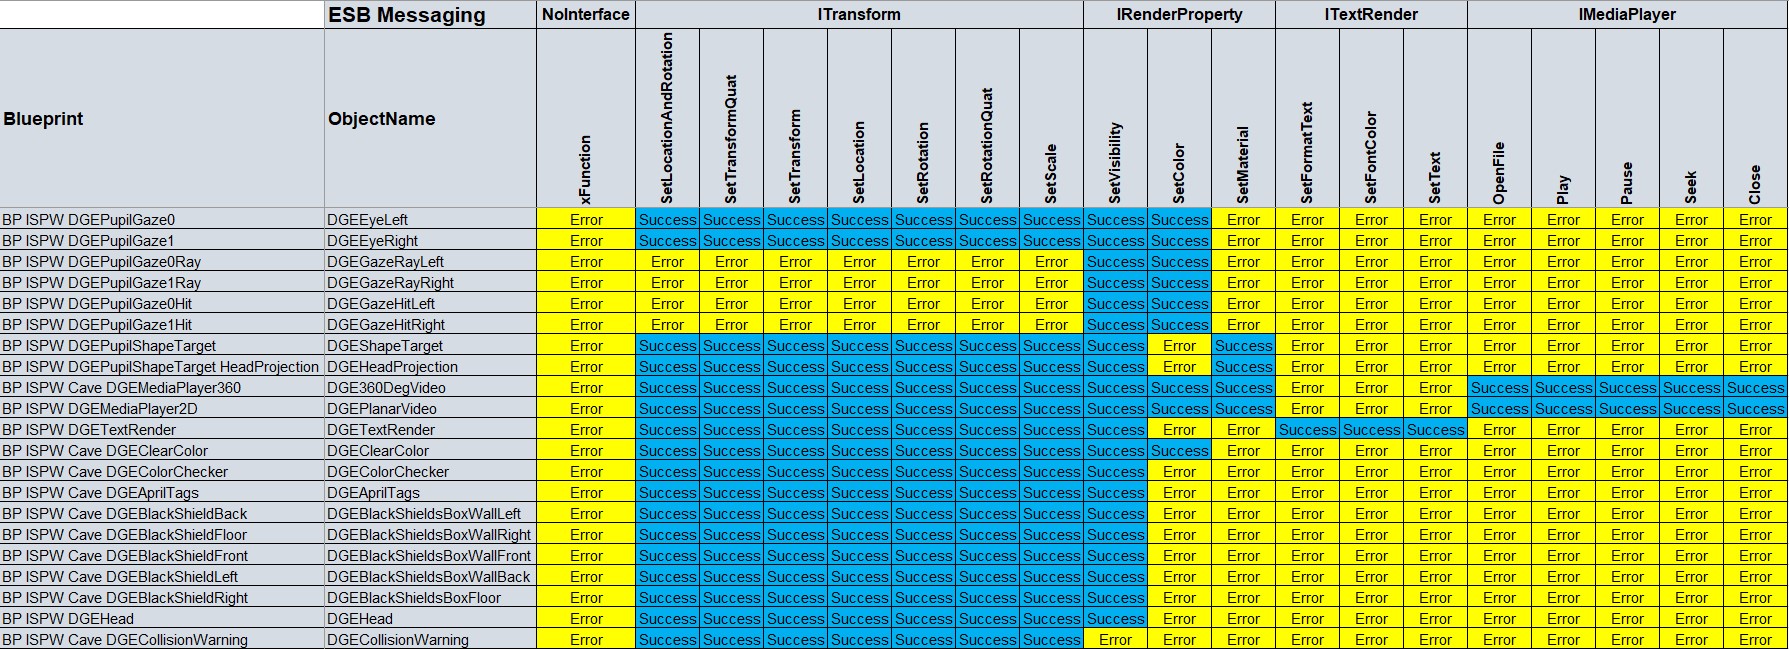 ESB Messaging NoInterface ITransform IRenderProperty ITextRender IMediaPlayer
Blueprint ObjectName xFunction SetLocationAndRotation SetTransformQuat SetTransform SetLocation SetRotation SetRotationQuat SetScale SetVisibility SetColor SetMaterial SetFormatText SetFontColor SetText OpenFile Play Pause Seek Close
BP ISPW DGEPupilGaze0 DGEEyeLeft Error Success Success Success Success Success Success Success Success Success Error Error Error Error Error Error Error Error Error
BP ISPW DGEPupilGaze1 DGEEyeRight Error Success Success Success Success Success Success Success Success Success Error Error Error Error Error Error Error Error Error
BP ISPW DGEPupilGaze0Ray DGEGazeRayLeft Error Error Error Error Error Error Error Error Success Success Error Error Error Error Error Error Error Error Error
BP ISPW DGEPupilGaze1Ray DGEGazeRayRight Error Error Error Error Error Error Error Error Success Success Error Error Error Error Error Error Error Error Error
BP ISPW DGEPupilGaze0Hit DGEGazeHitLeft Error Error Error Error Error Error Error Error Success Success Error Error Error Error Error Error Error Error Error
BP ISPW DGEPupilGaze1Hit DGEGazeHitRight Error Error Error Error Error Error Error Error Success Success Error Error Error Error Error Error Error Error Error
BP ISPW DGEPupilShapeTarget DGEShapeTarget Error Success Success Success Success Success Success Success Success Error Success Error Error Error Error Error Error Error Error
BP ISPW DGEPupilShapeTarget HeadProjection DGEHeadProjection Error Success Success Success Success Success Success Success Success Error Success Error Error Error Error Error Error Error Error
BP ISPW Cave DGEMediaPlayer360 DGE360DegVideo Error Success Success Success Success Success Success Success Success Success Success Error Error Error Success Success Success Success Success
BP ISPW DGEMediaPlayer2D DGEPlanarVideo Error Success Success Success Success Success Success Success Success Success Success Error Error Error Success Success Success Success Success
BP ISPW DGETextRender DGETextRender Error Success Success Success Success Success Success Success Success Error Error Success Success Success Error Error Error Error Error
BP ISPW Cave DGEClearColor DGEClearColor Error Success Success Success Success Success Success Success Success Success Error Error Error Error Error Error Error Error Error
BP ISPW Cave DGEColorChecker DGEColorChecker Error Success Success Success Success Success Success Success Success Error Error Error Error Error Error Error Error Error Error
BP ISPW Cave DGEAprilTags DGEAprilTags Error Success Success Success Success Success Success Success Success Error Error Error Error Error Error Error Error Error Error
BP ISPW Cave DGEBlackShieldBack DGEBlackShieldsBoxWallLeft Error Success Success Success Success Success Success Success Success Error Error Error Error Error Error Error Error Error Error
BP ISPW Cave DGEBlackShieldFloor DGEBlackShieldsBoxWallRight Error Success Success Success Success Success Success Success Success Error Error Error Error Error Error Error Error Error Error
BP ISPW Cave DGEBlackShieldFront DGEBlackShieldsBoxWallFront Error Success Success Success Success Success Success Success Success Error Error Error Error Error Error Error Error Error Error
BP ISPW Cave DGEBlackShieldLeft DGEBlackShieldsBoxWallBack Error Success Success Success Success Success Success Success Success Error Error Error Error Error Error Error Error Error Error
BP ISPW Cave DGEBlackShieldRight DGEBlackShieldsBoxFloor Error Success Success Success Success Success Success Success Success Error Error Error Error Error Error Error Error Error Error
BP ISPW DGEHead DGEHead Error Success Success Success Success Success Success Success Success Error Error Error Error Error Error Error Error Error Error
BP ISPW Cave DGECollisionWarning DGECollisionWarning Error Success Success Success Success Success Success Success Error Error Error Error Error Error Error Error Error Error Error